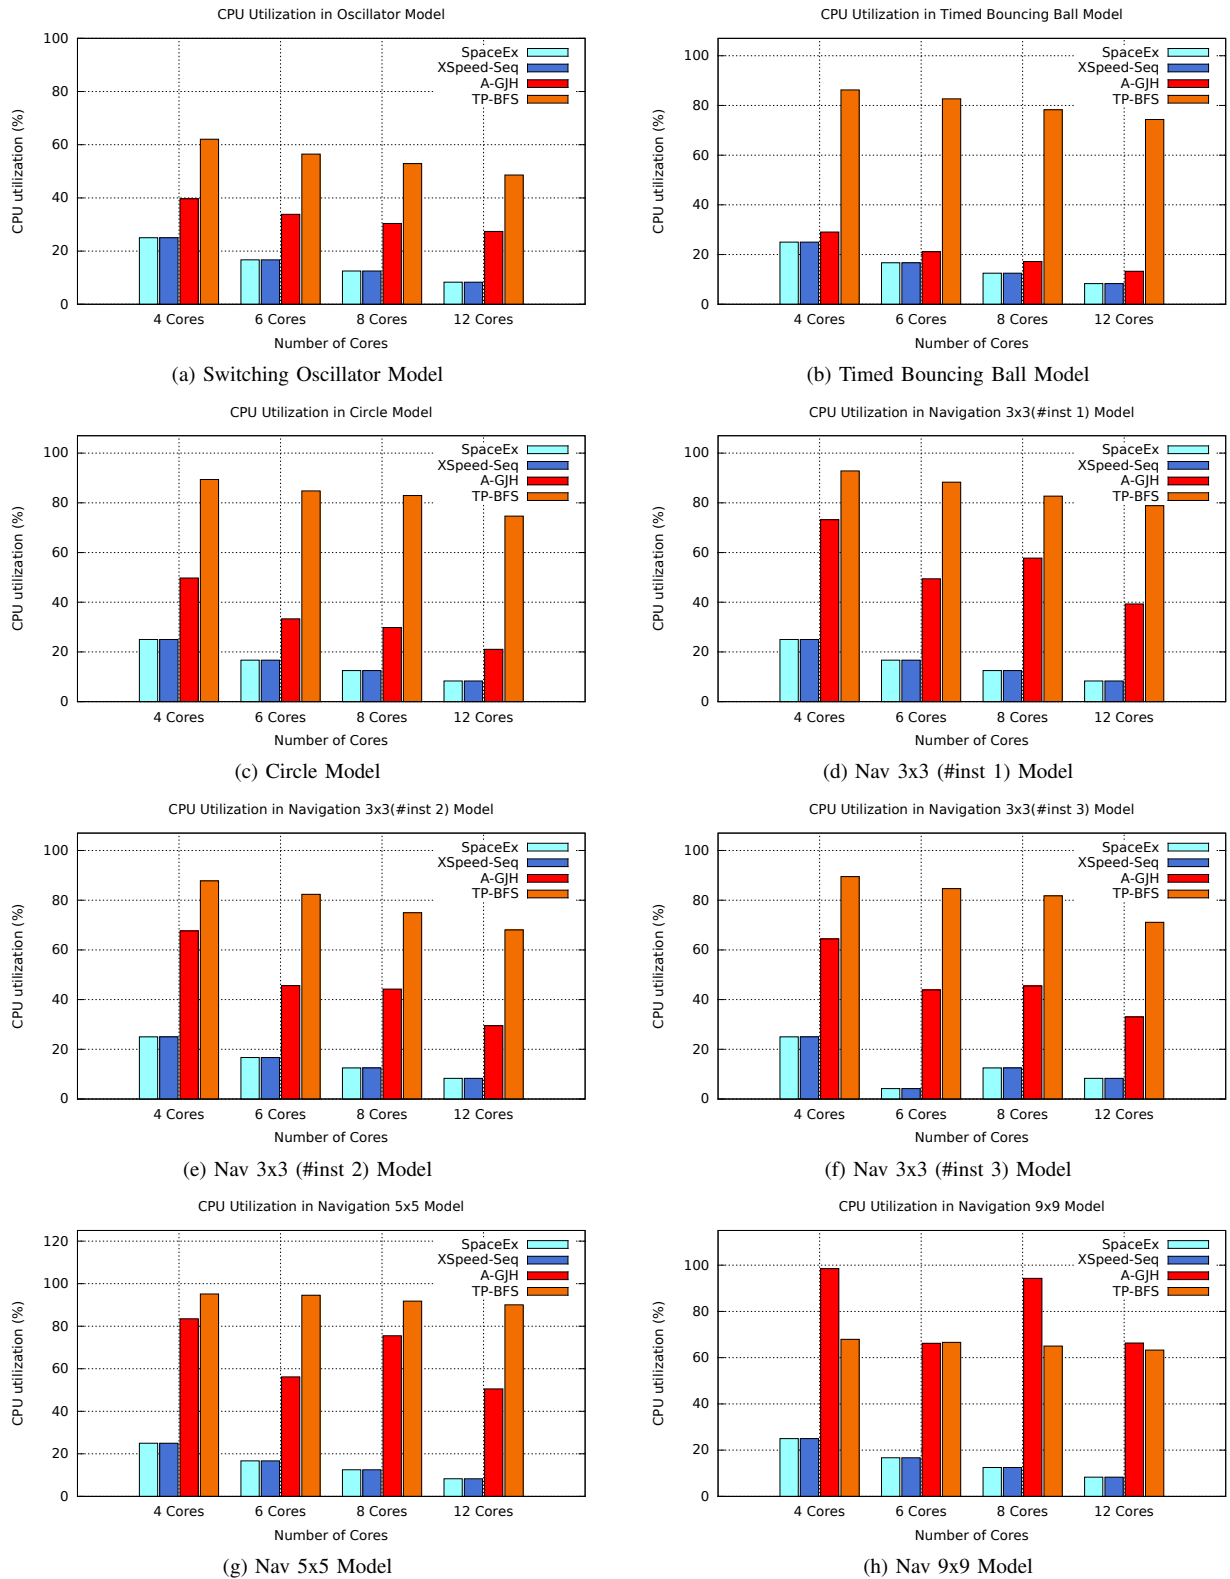 CPU Utilization in Oscillator Model
CPU utilization (%)
100
80
60
40
20
0
SpaceEx
XSpeed-Seq
A-GJH
TP-BFS
4 Cores 6 Cores 8 Cores 12 Cores
Number of Cores
(a) Switching Oscillator Model
CPU Utilization in Timed Bouncing Ball Model
CPU utilization (%)
100
80
60
40
20
0
SpaceEx
XSpeed-Seq
A-GJH
TP-BFS
4 Cores 6 Cores 8 Cores 12 Cores
Number of Cores
(b) Timed Bouncing Ball Model
CPU Utilization in Circle Model
CPU utilization (%)
100
80
60
40
20
0
SpaceEx
XSpeed-Seq
A-GJH
TP-BFS
4 Cores 6 Cores 8 Cores 12 Cores
Number of Cores
(c) Circle Model
CPU Utilization in Navigation 3x3(#inst 1) Model
CPU utilization (%)
100
80
60
40
20
0
SpaceEx
XSpeed-Seq
A-GJH
TP-BFS
4 Cores 6 Cores 8 Cores 12 Cores
Number of Cores
(d) Nav 3x3 (#inst 1) Model
CPU Utilization in Navigation 3x3(#inst 2) Model
CPU utilization (%)
100
80
60
40
20
0
SpaceEx
XSpeed-Seq
A-GJH
TP-BFS
4 Cores 6 Cores 8 Cores 12 Cores
Number of Cores
(e) Nav 3x3 (#inst 2) Model
CPU Utilization in Navigation 3x3(#inst 3) Model
CPU utilization (%)
100
80
60
40
20
0
SpaceEx
XSpeed-Seq
A-GJH
TP-BFS
4 Cores 6 Cores 8 Cores 12 Cores
Number of Cores
(f) Nav 3x3 (#inst 3) Model
CPU Utilization in Navigation 5x5 Model
CPU utilization (%)
120
100
80
60
40
20
0
SpaceEx
XSpeed-Seq
A-GJH
TP-BFS
4 Cores 6 Cores 8 Cores 12 Cores
Number of Cores
(g) Nav 5x5 Model
CPU Utilization in Navigation 9x9 Model
CPU utilization (%)
100
80
60
40
20
0
SpaceEx
XSpeed-Seq
A-GJH
TP-BFS
4 Cores 6 Cores 8 Cores 12 Cores
Number of Cores
(h) Nav 9x9 Model